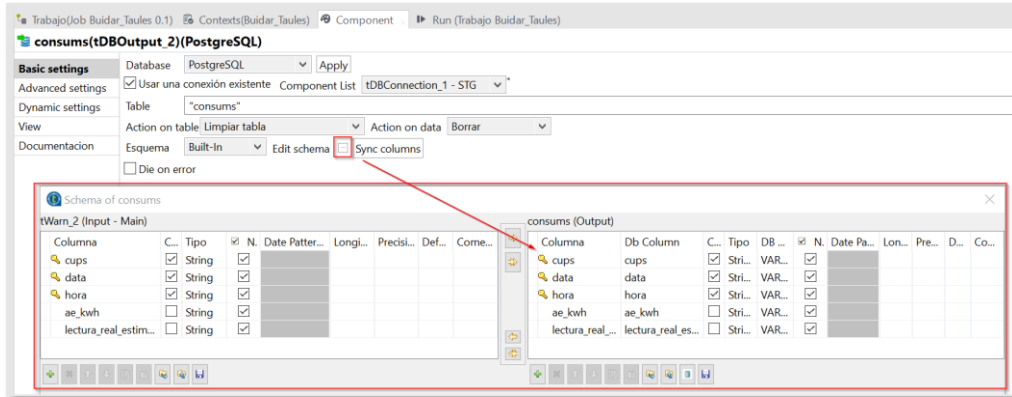 Trabajo(Job Buidar_Taules 0.1) Contexts(Buidar_Taules) Component Run (Trabajo Buidar_Taules)
consums(tDBOutput_2)(PostgreSQL)
Basic settings
Advanced settings
Dynamic settings
View
Documentacion
Database PostgreSQL Apply
Usar una conexión existente Component List tDBConnection_1 - STG *
Table "consums"
Action on table Limpiar tabla Action on data Borrar
Esquema Built-In Edit schema ... Sync columns
Die on error
Schema of consums
tWarn_2 (Input - Main)
Columna C... Tipo N. Date Patter... Longi... Precisi... Def... Come...
cups String
data String
hora String
ae_kwh String
lectura_real_estim... String
consums (Output)
Columna Db Column C... Tipo DB ... N. Date Pa... Lon... Pre... D... Co...
cups cups Stri... VAR...
data data Stri... VAR...
hora hora Stri... VAR...
ae_kwh ae_kwh Stri... VAR...
lectura_real_... lectura_real_es... Stri... VAR...